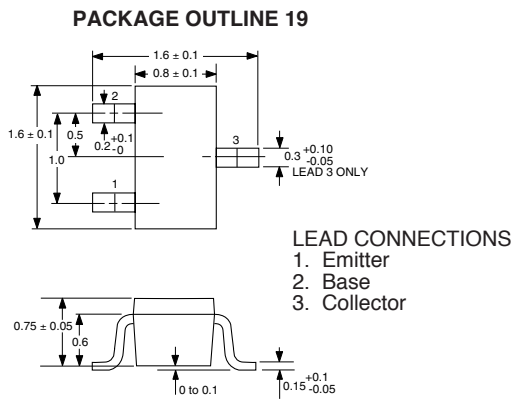 PACKAGE OUTLINE 19
1.6 ± 0.1
0.8 ± 0.1
2
1.6 ± 0.1
0.5
0.2 +0.1 -0
1.0
3
0.3 +0.10 -0.05
LEAD 3 ONLY
1
LEAD CONNECTIONS
1. Emitter
2. Base
3. Collector
0.75 ± 0.05
0.6
0 to 0.1
0.15 +0.1 -0.05